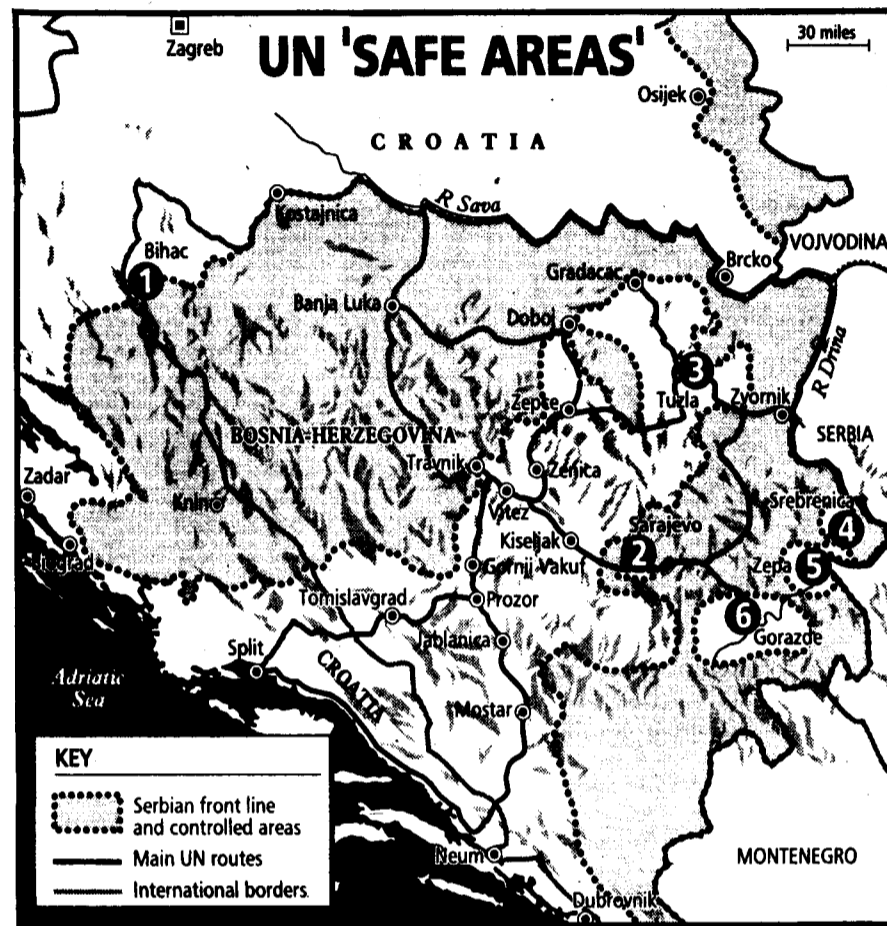 Zagreb
UN 'SAFE AREAS'
30 miles
Osijek
CROATIA
Kostajnica
R Sava
VOJVODINA
Bihac
1
Brcko
Gradacac
Banja Luka
Doboj
R Drina
3
Tuzla
Zvornik
Zepce
BOSNIA-HERZEGOVINA
SERBIA
Travnik
Zenica
Zadar
Knin
Vitez
Srebrenica
Sarajevo
4
Kiseljak
2
Zepa
5
Gornji Vakuf
Tomislavgrad
Prozor
6
Gorazde
Jablanica
Split
CROATIA
Adriatic
Sea
Mostar
KEY
Serbian front line
and controlled areas
Main UN routes
International borders
Neum
MONTENEGRO
Dubrovnik